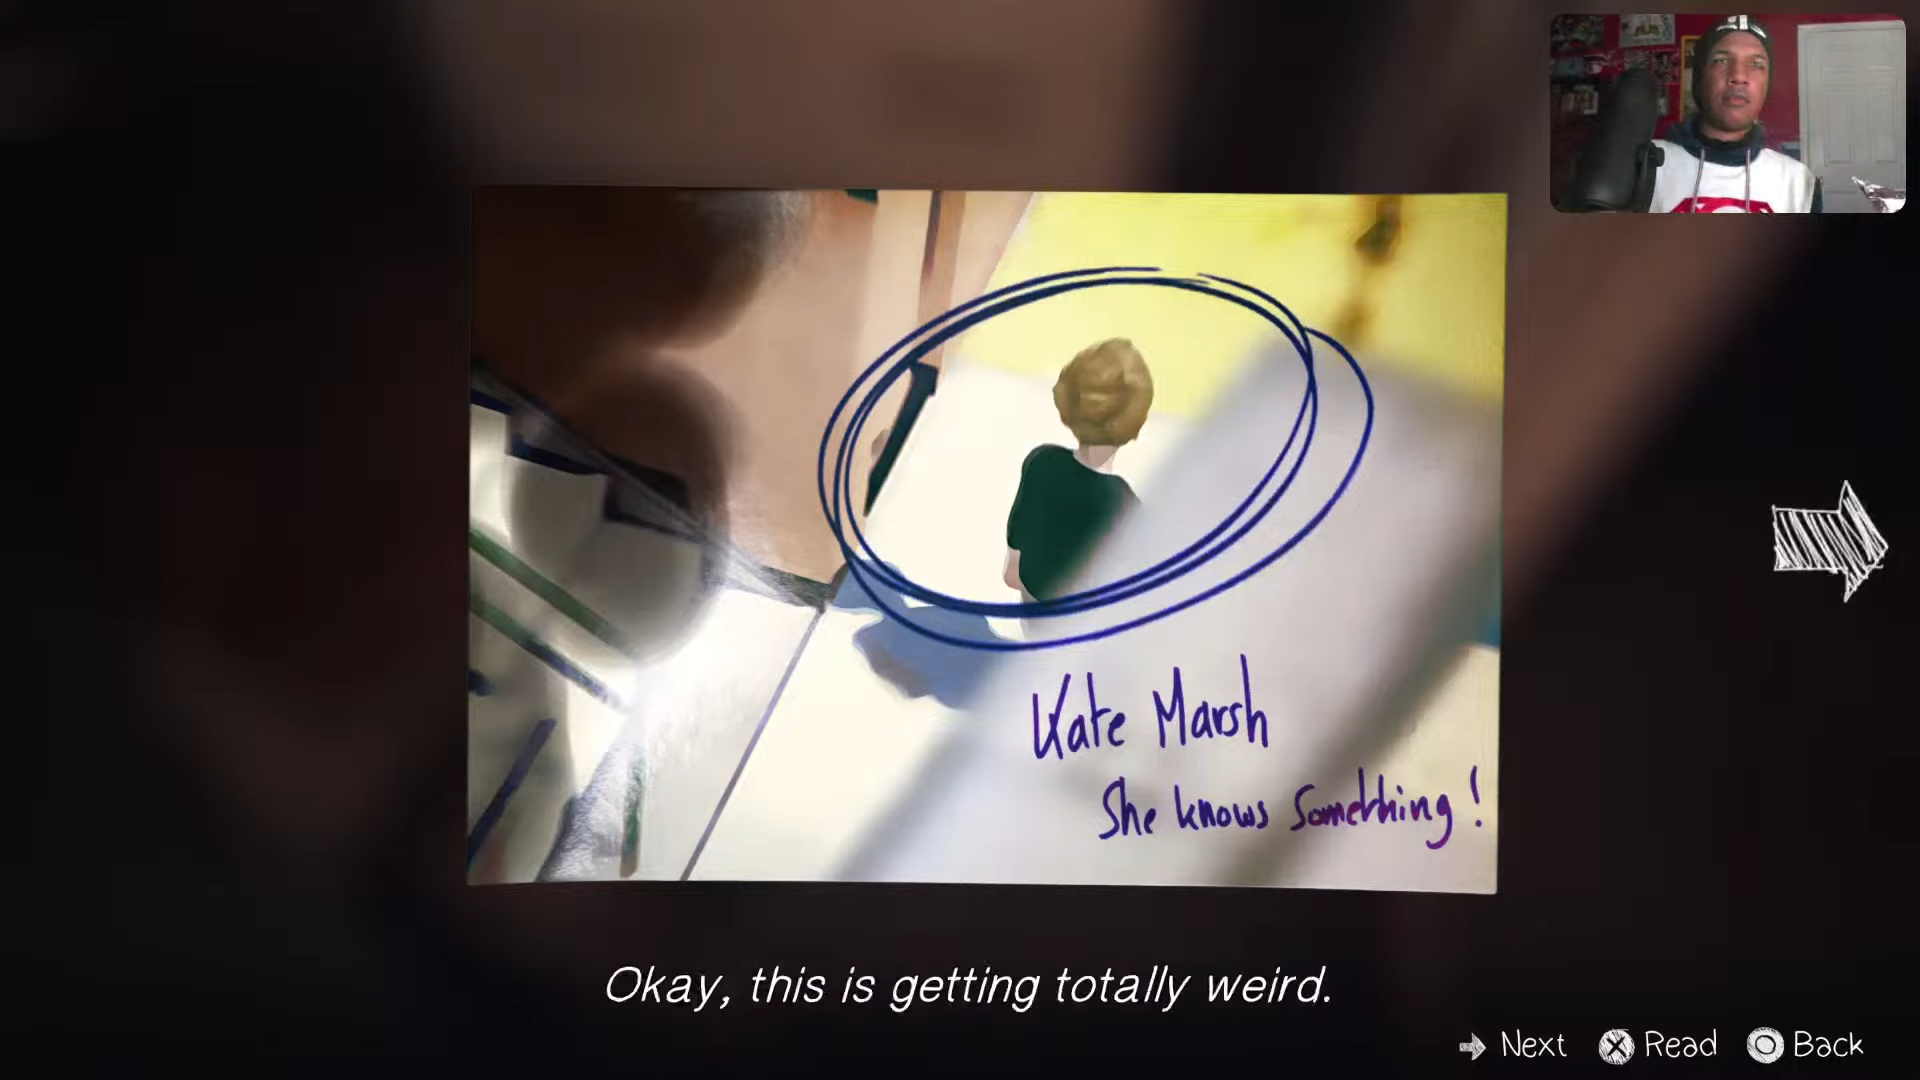 Kate Marsh
She knows Something!
Okay, this is getting totally weird.
Next Read Back